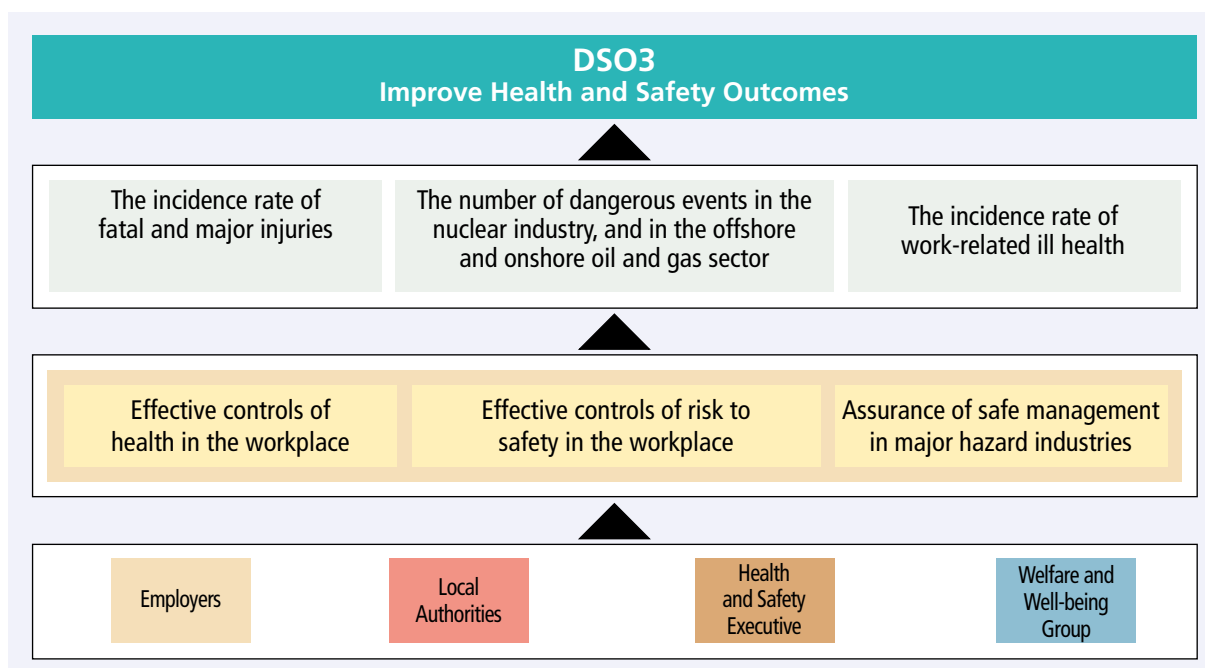 DSO3
Improve Health and Safety Outcomes
The incidence rate of
fatal and major injuries
The number of dangerous events in the
nuclear industry, and in the offshore
and onshore oil and gas sector
The incidence rate of
work-related ill health
Effective controls of
health in the workplace
Effective controls of risk to
safety in the workplace
Assurance of safe management
in major hazard industries
Employers
Local
Authorities
Health
and Safety
Executive
Welfare and
Well-being
Group